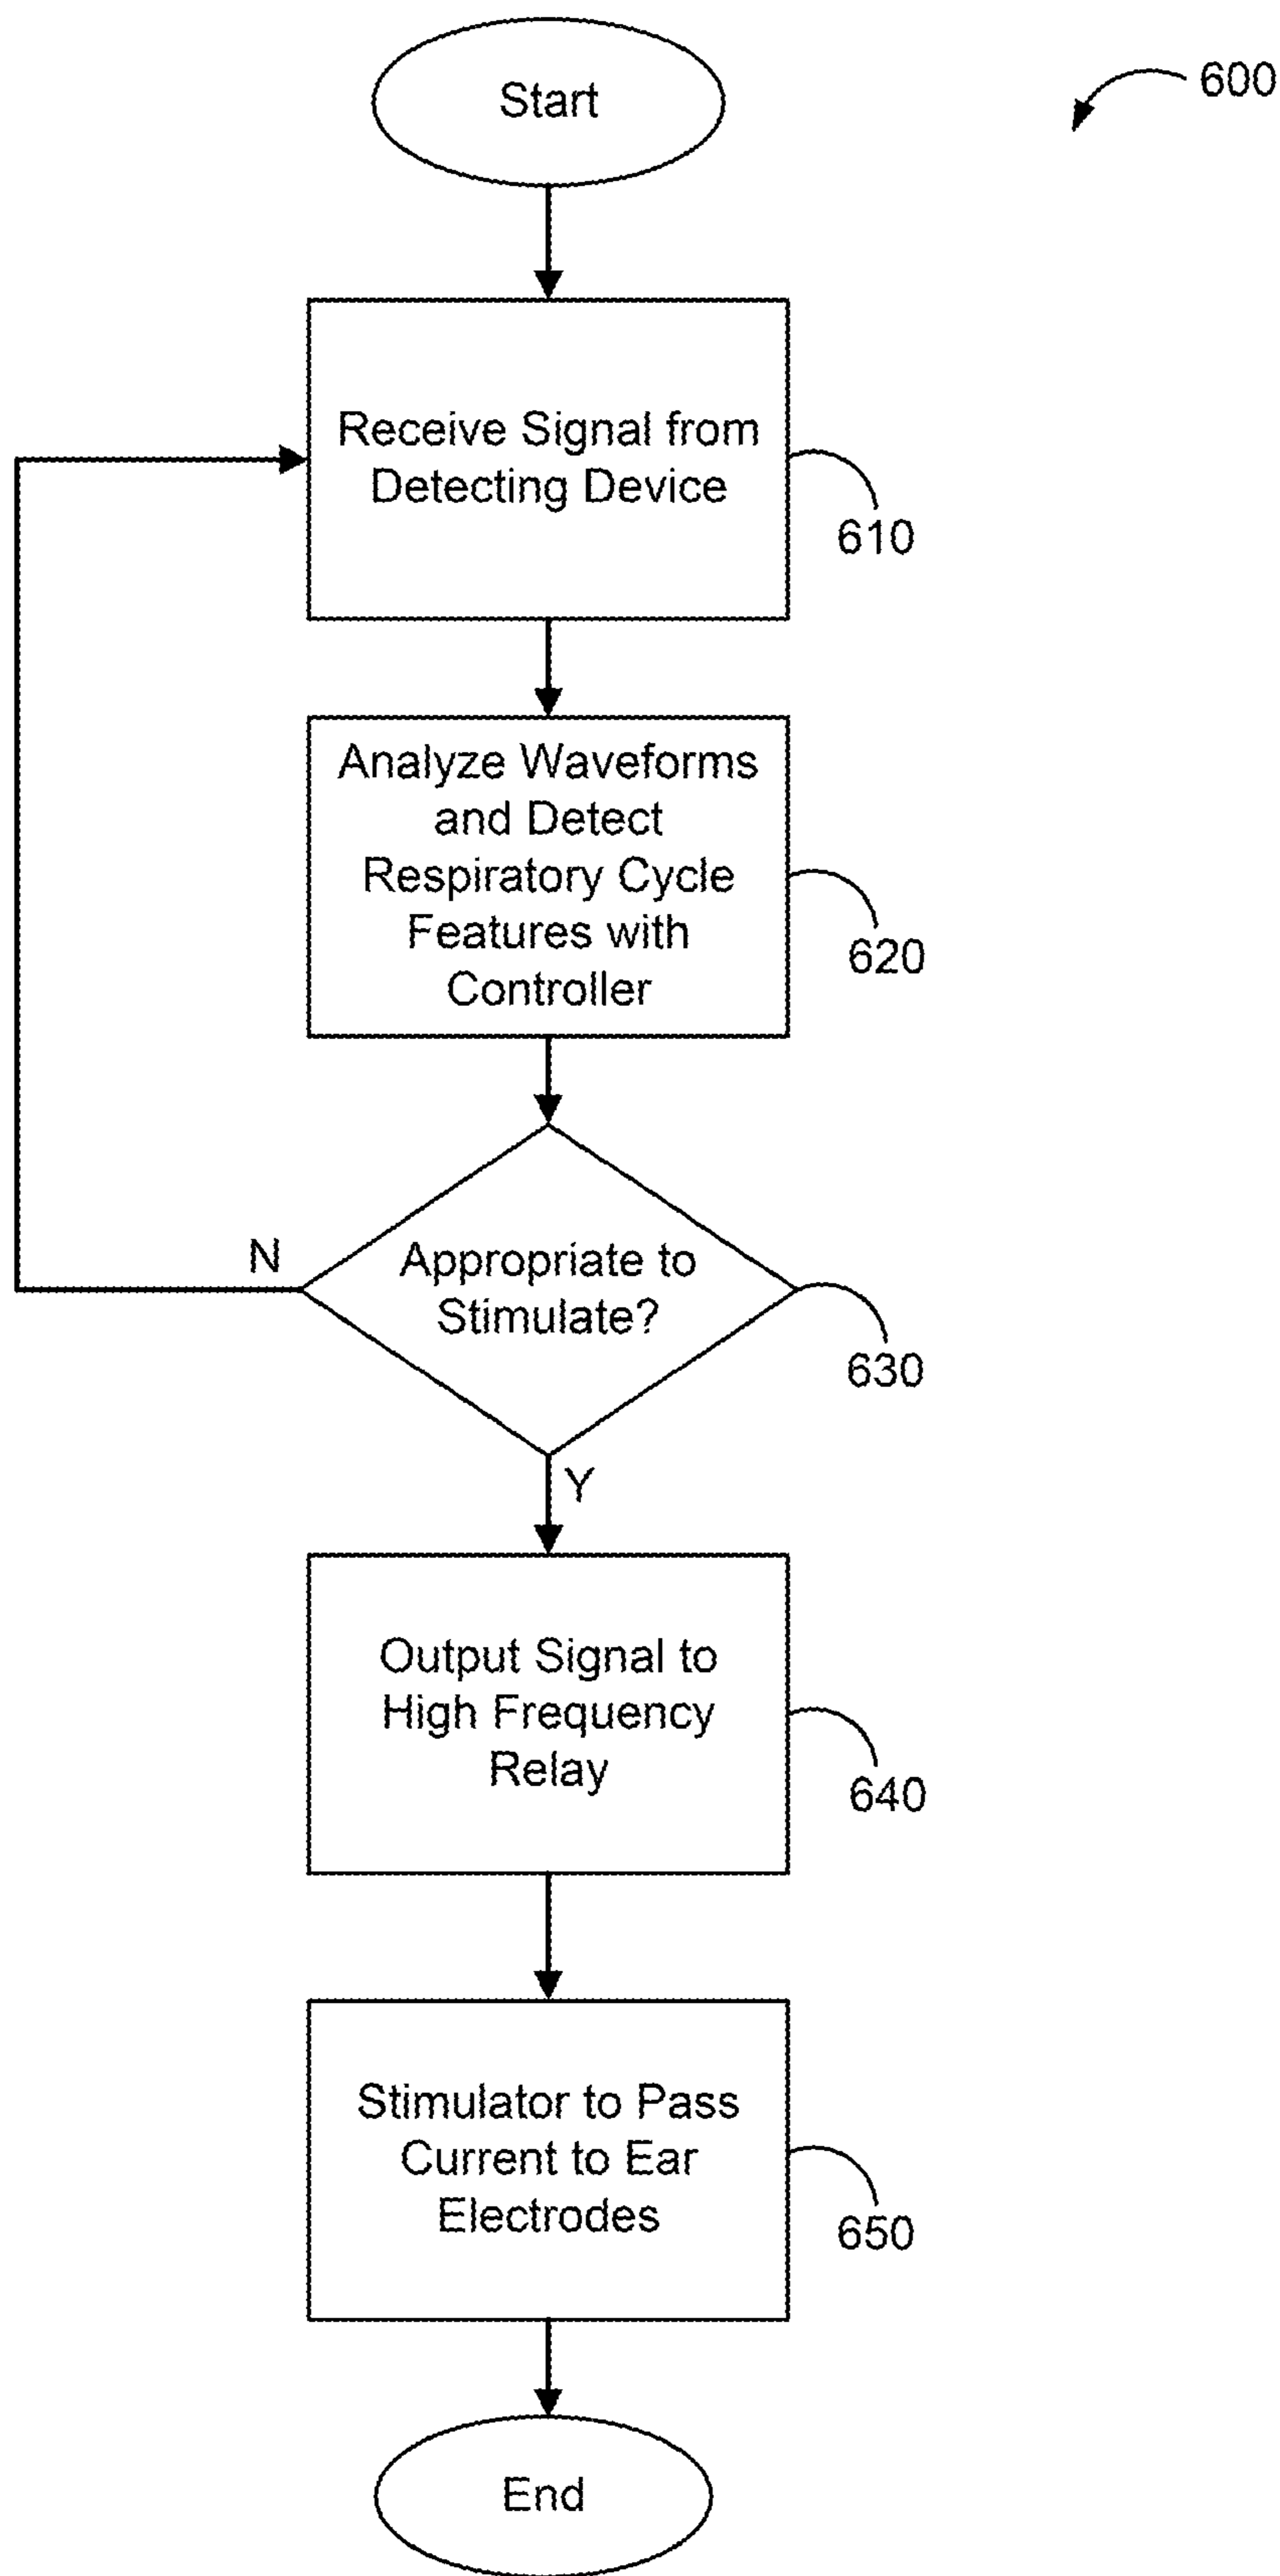 Start
600
Receive Signal from
Detecting Device
610
Analyze Waveforms
and Detect
Respiratory Cycle
Features with
Controller
620
N
Appropriate to
Stimulate?
630
Y
Output Signal to
High Frequency
Relay
640
Stimulator to Pass
Current to Ear
Electrodes
650
End